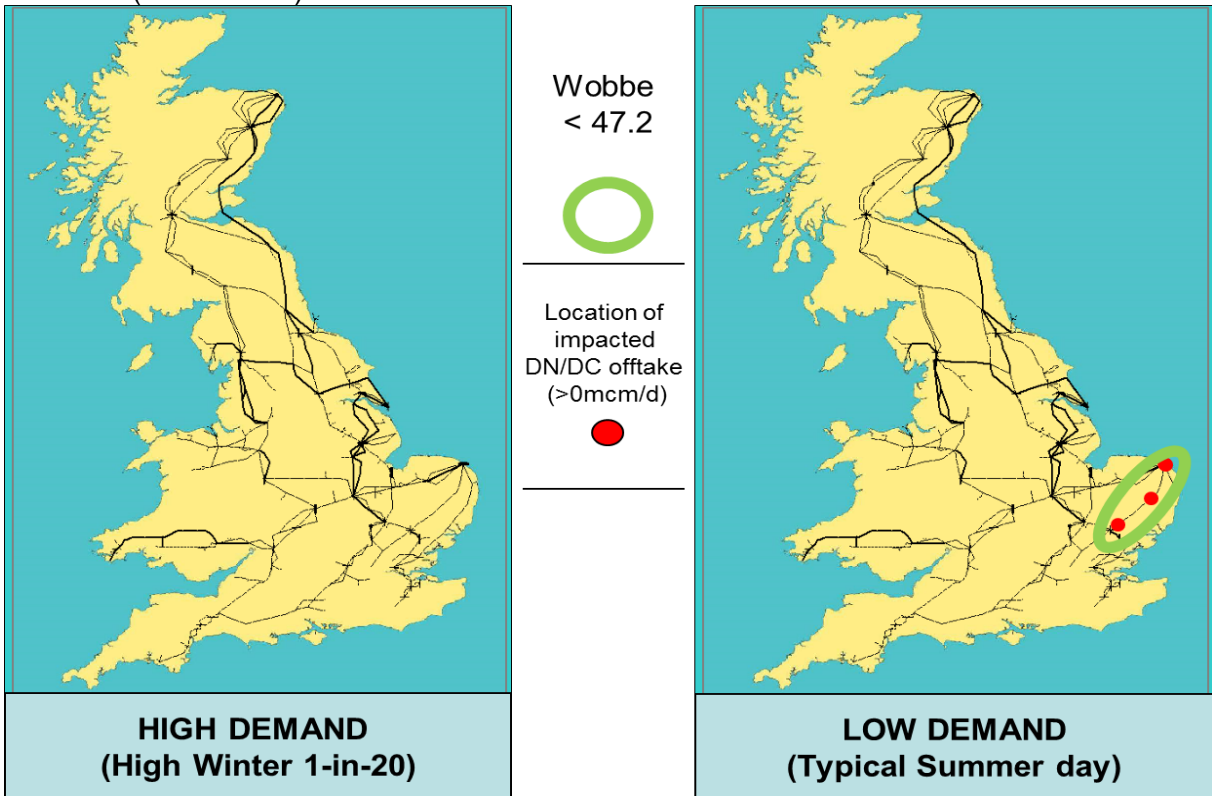 Wobbe
< 47.2
Location of
impacted
DN/DC offtake
(>0mcm/d)
HIGH DEMAND
(High Winter 1-in-20)
LOW DEMAND
(Typical Summer day)